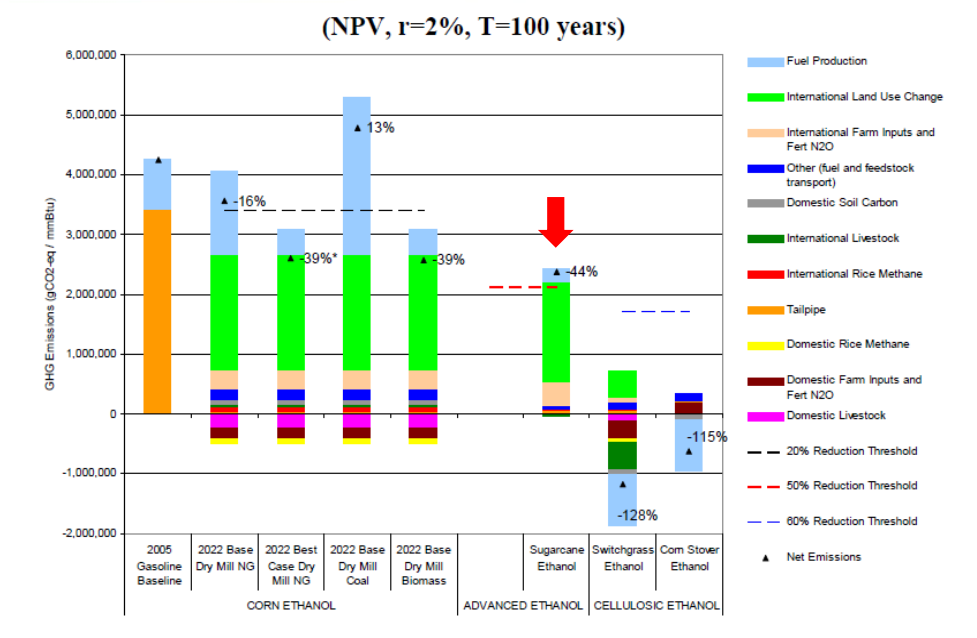 (NPV, r=2%, T=100 years)
GHG Emissions (gCO2-eq / mmBtu)
6,000,000
5,000,000
4,000,000
3,000,000
2,000,000
1,000,000
0
-1,000,000
-2,000,000
-16%
-39%*
13%
-39%
-44%
-128%
-115%
2005
Gasoline
Baseline
2022 Base
Dry Mill NG
2022 Best
Case Dry
Mill NG
2022 Base
Dry Mill
Coal
2022 Base
Dry Mill
Biomass
Sugarcane
Ethanol
Switchgrass
Ethanol
Corn Stover
Ethanol
CORN ETHANOL
ADVANCED ETHANOL
CELLULOSIC ETHANOL
Fuel Production
International Land Use Change
International Farm Inputs and
Fert N2O
Other (fuel and feedstock
transport)
Domestic Soil Carbon
International Livestock
International Rice Methane
Tailpipe
Domestic Rice Methane
Domestic Farm Inputs and
Fert N2O
Domestic Livestock
20% Reduction Threshold
50% Reduction Threshold
60% Reduction Threshold
Net Emissions